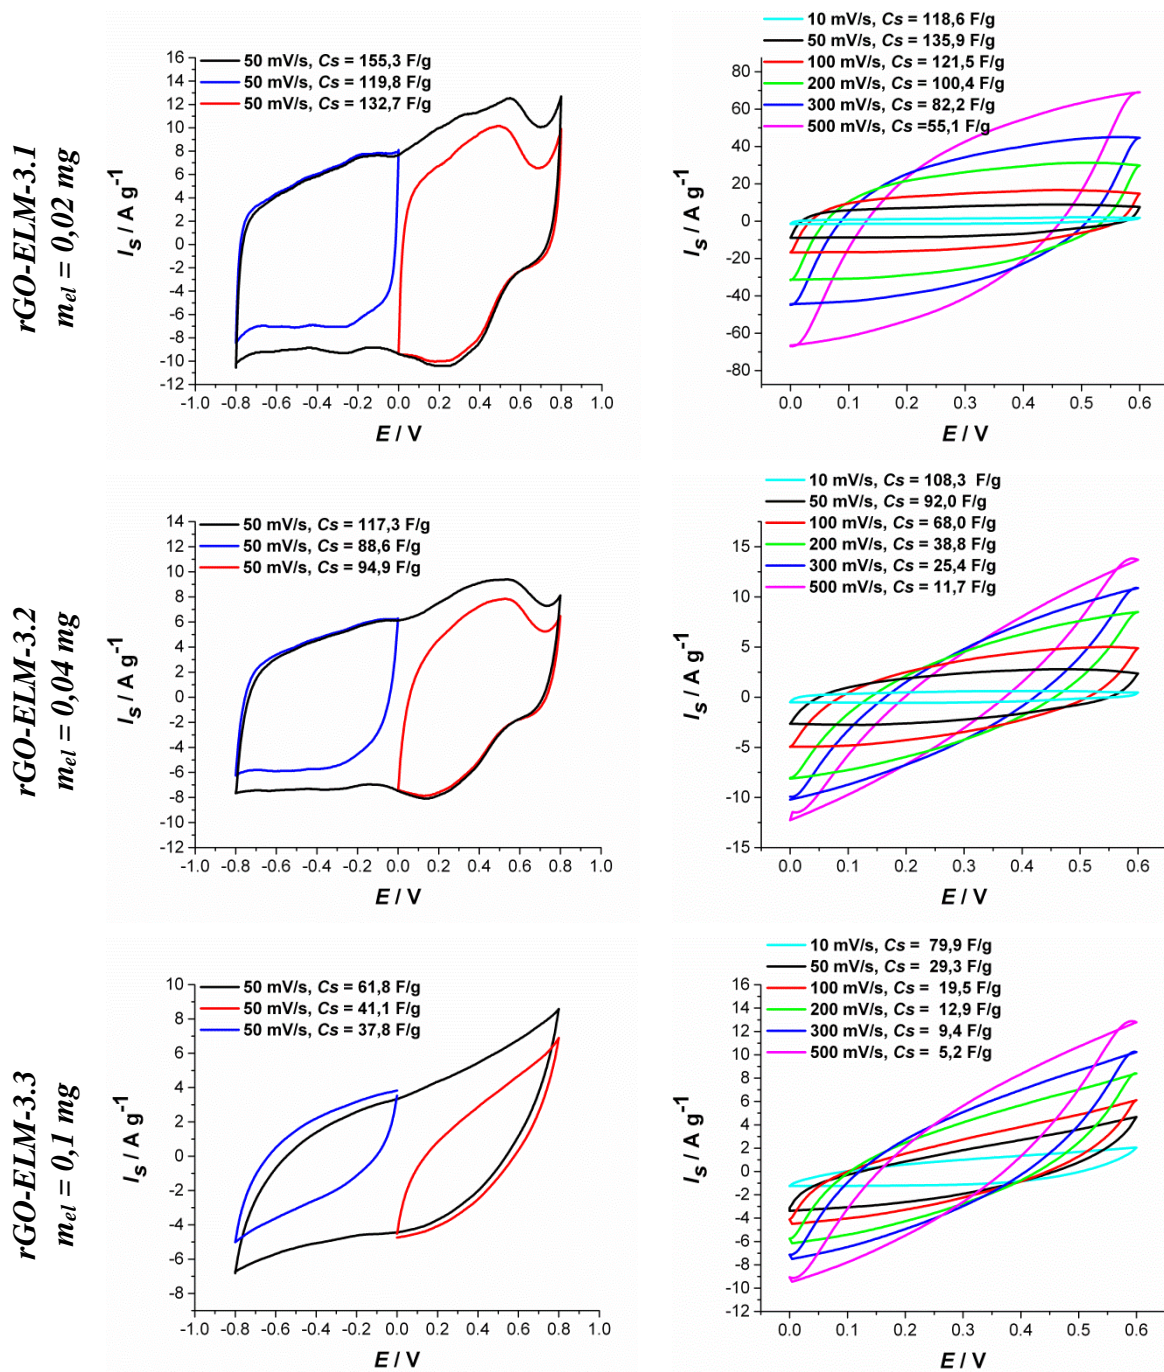 rGO-ELM-3.1
m_el = 0,02 mg
50 mV/s, Cs = 155,3 F/g
50 mV/s, Cs = 119,8 F/g
50 mV/s, Cs = 132,7 F/g
16
14
12
10
8
6
4
2
0
-2
-4
-6
-8
-10
-12
I_S / A g⁻¹
-1.0 -0.8 -0.6 -0.4 -0.2 0.0 0.2 0.4 0.6 0.8 1.0
E / V
10 mV/s, Cs = 118,6 F/g
50 mV/s, Cs = 135,9 F/g
100 mV/s, Cs = 121,5 F/g
200 mV/s, Cs = 100,4 F/g
300 mV/s, Cs = 82,2 F/g
500 mV/s, Cs =55,1 F/g
80
60
40
20
0
-20
-40
-60
-80
I_S / A g⁻¹
0.0 0.1 0.2 0.3 0.4 0.5 0.6
E / V
rGO-ELM-3.2
m_el = 0,04 mg
50 mV/s, Cs = 117,3 F/g
50 mV/s, Cs = 88,6 F/g
50 mV/s, Cs = 94,9 F/g
14
12
10
8
6
4
2
0
-2
-4
-6
-8
-10
-12
I_S / A g⁻¹
-1.0 -0.8 -0.6 -0.4 -0.2 0.0 0.2 0.4 0.6 0.8 1.0
E / V
10 mV/s, Cs = 108,3 F/g
50 mV/s, Cs = 92,0 F/g
100 mV/s, Cs = 68,0 F/g
200 mV/s, Cs = 38,8 F/g
300 mV/s, Cs = 25,4 F/g
500 mV/s, Cs = 11,7 F/g
15
10
5
0
-5
-10
-15
I_S / A g⁻¹
0.0 0.1 0.2 0.3 0.4 0.5 0.6
E / V
rGO-ELM-3.3
m_el = 0,1 mg
50 mV/s, Cs = 61,8 F/g
50 mV/s, Cs = 41,1 F/g
50 mV/s, Cs = 37,8 F/g
10
8
6
4
2
0
-2
-4
-6
-8
I_S / A g⁻¹
-1.0 -0.8 -0.6 -0.4 -0.2 0.0 0.2 0.4 0.6 0.8 1.0
E / V
10 mV/s, Cs = 79,9 F/g
50 mV/s, Cs = 29,3 F/g
100 mV/s, Cs = 19,5 F/g
200 mV/s, Cs = 12,9 F/g
300 mV/s, Cs = 9,4 F/g
500 mV/s, Cs = 5,2 F/g
16
14
12
10
8
6
4
2
0
-2
-4
-6
-8
-10
-12
I_S / A g⁻¹
0.0 0.1 0.2 0.3 0.4 0.5 0.6
E / V